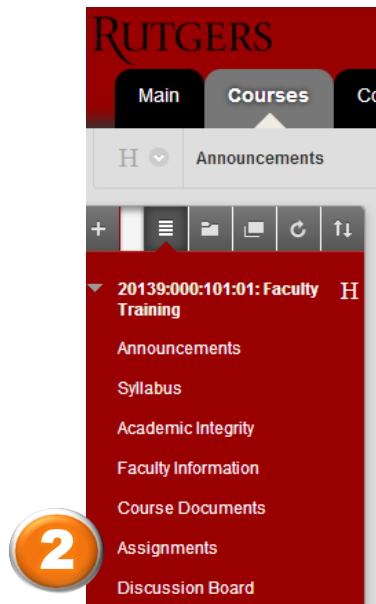 RUTGERS
Main Courses Co
H Announcements
20139:000:101:01: Faculty H
Training
Announcements
Syllabus
Academic Integrity
Faculty Information
Course Documents
2 Assignments
Discussion Board